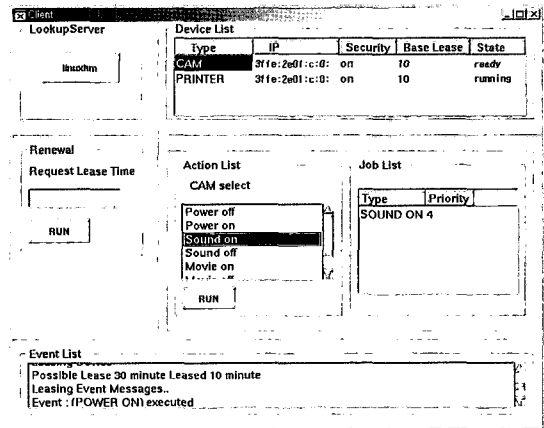 Client
LookupServer
Device List
Type IP Security Base Lease State
CAM 3ffe:2e01:c:0: on 10 ready
PRINTER 3ffe:2e01:c:0: on 10 running
Renewal
Request Lease Time
RUN
Action List
CAM select
Power off
Power on
Sound on
Sound off
Movie on
RUN
Job List
Type Priority
SOUND ON 4
Event List
Possible Lease 30 minute Leased 10 minute
Leasing Event Messages..
Event : (POWER ON) executed